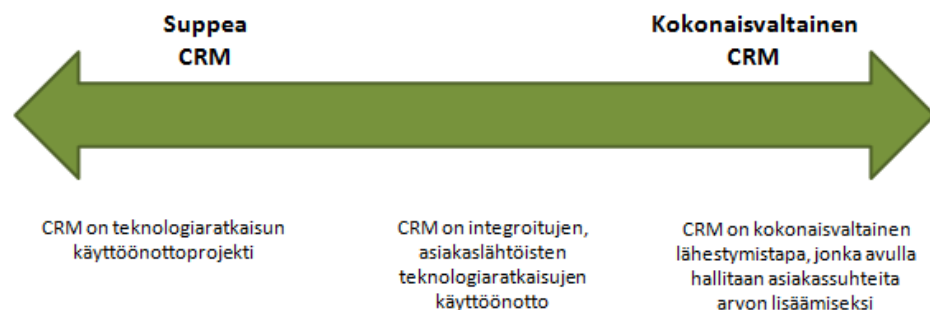 Suppea
CRM
Kokonaisvaltainen
CRM
CRM on teknologiaratkaisun
käyttöönottoprojekti
CRM on integroitujen,
asiakaslähtöisten
teknologiaratkaisujen
käyttöönotto
CRM on kokonaisvaltainen
lähestymistapa, jonka avulla
hallitaan asiakassuhteita
arvon lisäämiseksi